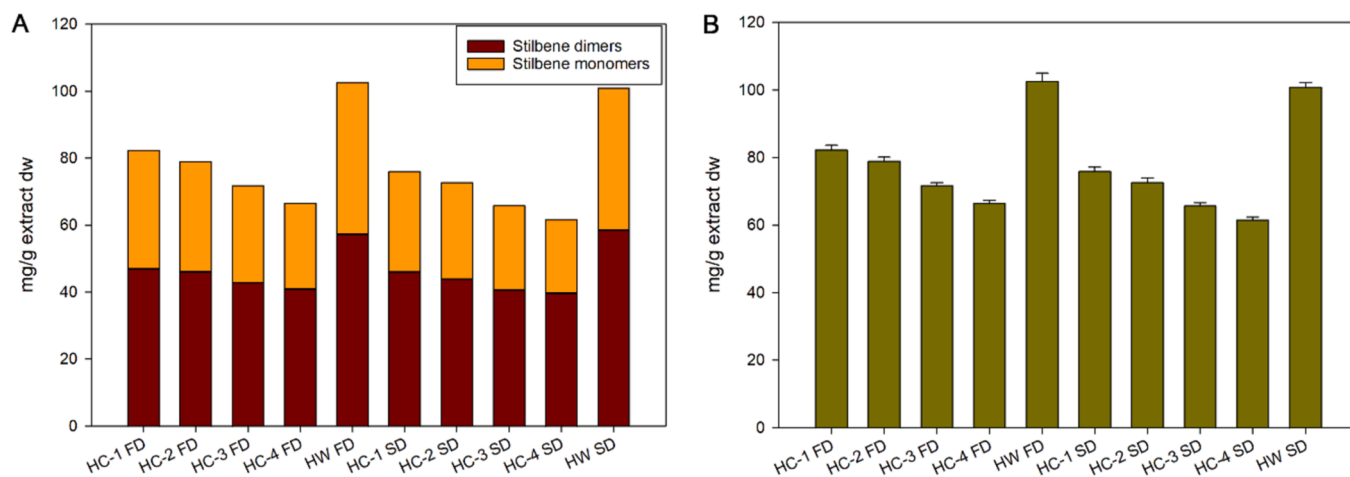 A
mg/g extract dw
120
100
80
60
40
20
0
Stilbene dimers
Stilbene monomers
HC-1 FD
HC-2 FD
HC-3 FD
HC-4 FD
HW FD
HC-1 SD
HC-2 SD
HC-3 SD
HC-4 SD
HW SD
B
mg/g extract dw
120
100
80
60
40
20
0
HC-1 FD
HC-2 FD
HC-3 FD
HC-4 FD
HW FD
HC-1 SD
HC-2 SD
HC-3 SD
HC-4 SD
HW SD